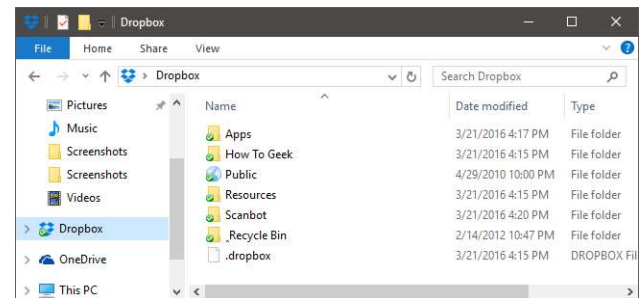 Dropbox
File Home Share View
Dropbox Search Dropbox
Pictures
Music
Screenshots
Screenshots
Videos
Dropbox
OneDrive
This PC
Name Date modified Type
Apps 3/21/2016 4:17 PM File folder
How To Geek 3/21/2016 4:15 PM File folder
Public 4/29/2010 10:00 PM File folder
Resources 3/21/2016 4:15 PM File folder
Scanbot 3/21/2016 4:20 PM File folder
_Recycle Bin 2/14/2012 10:47 PM File folder
.dropbox 3/21/2016 4:15 PM DROPBOX Fil